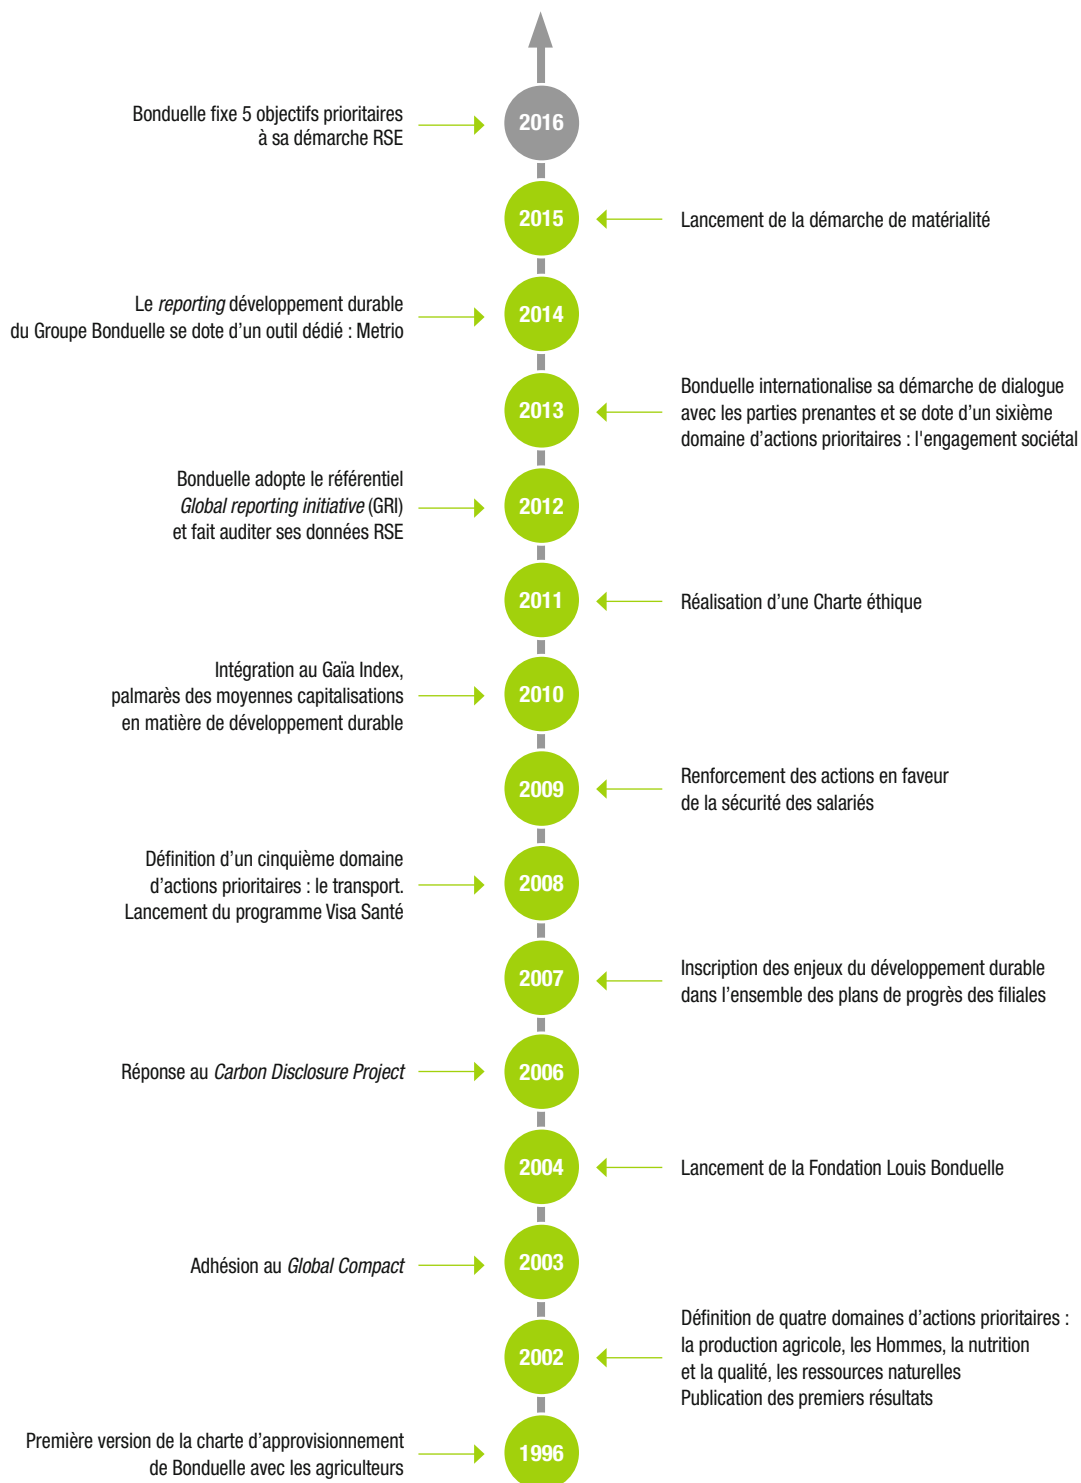 Bonduelle fixe 5 objectifs prioritaires
à sa démarche RSE
2016
2015
Lancement de la démarche de matérialité
Le reporting développement durable
du Groupe Bonduelle se dote d’un outil dédié : Metrio
2014
2013
Bonduelle internationalise sa démarche de dialogue
avec les parties prenantes et se dote d’un sixième
domaine d’actions prioritaires : l'engagement sociétal
Bonduelle adopte le référentiel
Global reporting initiative (GRI)
et fait auditer ses données RSE
2012
2011
Réalisation d’une Charte éthique
Intégration au Gaïa Index,
palmarès des moyennes capitalisations
en matière de développement durable
2010
2009
Renforcement des actions en faveur
de la sécurité des salariés
Définition d’un cinquième domaine
d’actions prioritaires : le transport.
Lancement du programme Visa Santé
2008
2007
Inscription des enjeux du développement durable
dans l’ensemble des plans de progrès des filiales
Réponse au Carbon Disclosure Project
2006
2004
Lancement de la Fondation Louis Bonduelle
Adhésion au Global Compact
2003
2002
Définition de quatre domaines d’actions prioritaires :
la production agricole, les Hommes, la nutrition
et la qualité, les ressources naturelles
Publication des premiers résultats
Première version de la charte d’approvisionnement
de Bonduelle avec les agriculteurs
1996